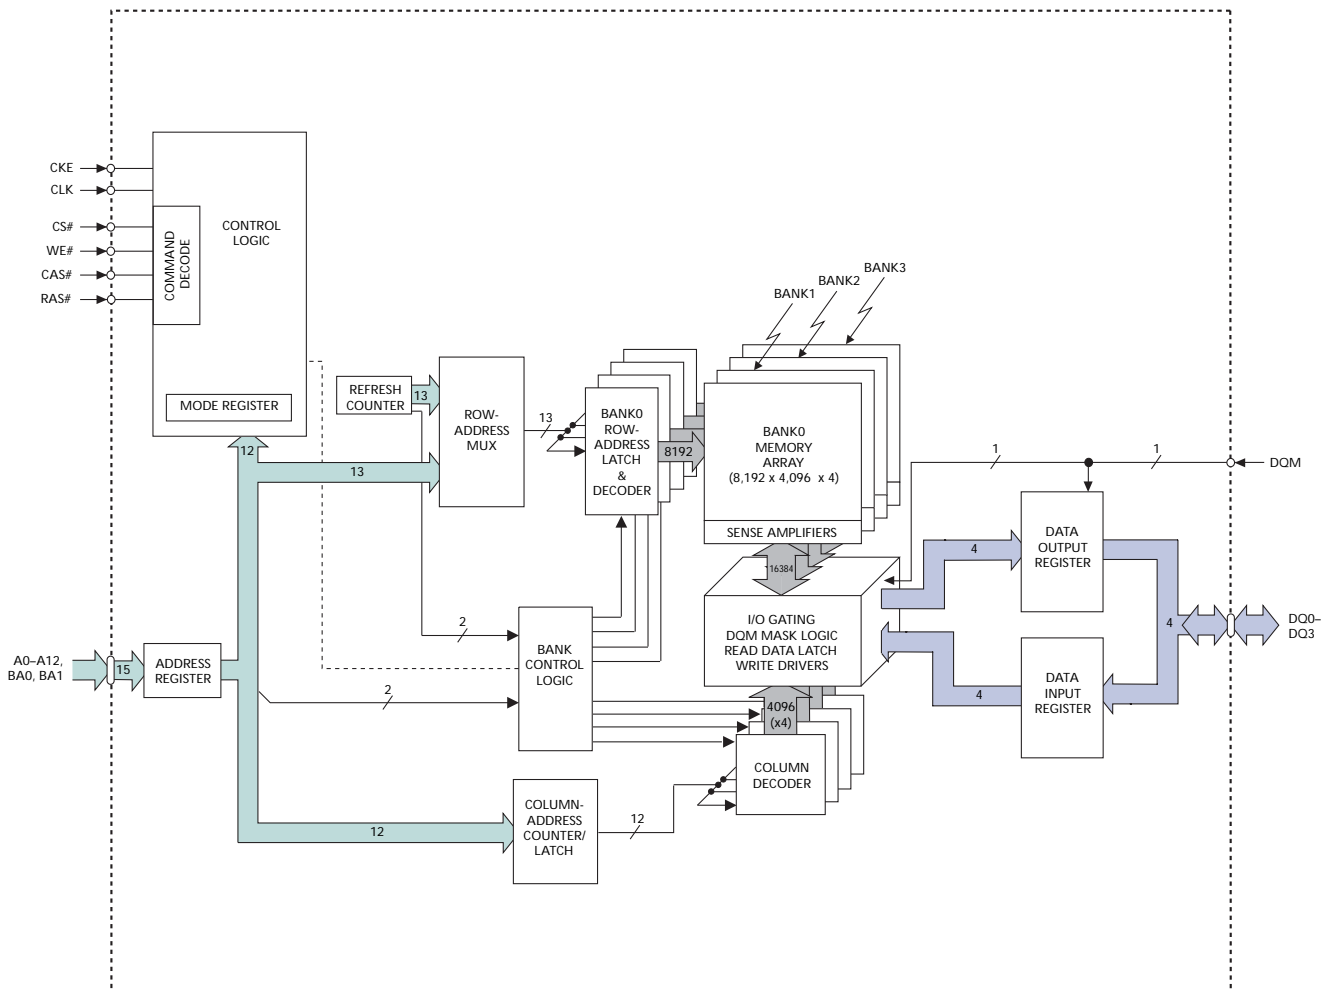 CKE
CLK
CS#
WE#
CAS#
RAS#
COMMAND
DECODE
CONTROL
LOGIC
MODE REGISTER
12
BANK1
BANK2
BANK3
REFRESH
COUNTER
13
13
ROW-
ADDRESS
MUX
13
BANK0
ROW-
ADDRESS
LATCH
&
DECODER
8192
BANK0
MEMORY
ARRAY
(8,192 x 4,096 x 4)
SENSE AMPLIFIERS
16384
1
1
DQM
DATA
OUTPUT
REGISTER
4
4
4
DQ0–
DQ3
DATA
INPUT
REGISTER
I/O GATING
DQM MASK LOGIC
READ DATA LATCH
WRITE DRIVERS
A0–A12,
BA0, BA1
15
ADDRESS
REGISTER
2
2
BANK
CONTROL
LOGIC
4096
(x4)
COLUMN
DECODER
12
COLUMN-
ADDRESS
COUNTER/
LATCH
12